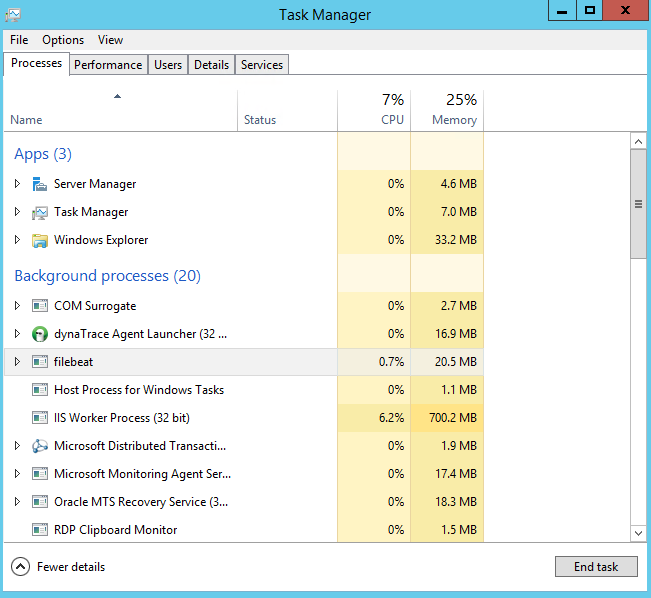 Task Manager
File Options View
Processes Performance Users Details Services
7% 25%
Name Status CPU Memory
Apps (3)
Server Manager 0% 4.6 MB
Task Manager 0% 7.0 MB
Windows Explorer 0% 33.2 MB
Background processes (20)
COM Surrogate 0% 2.7 MB
dynaTrace Agent Launcher (32 ... 0% 16.9 MB
filebeat 0.7% 20.5 MB
Host Process for Windows Tasks 0% 1.1 MB
IIS Worker Process (32 bit) 6.2% 700.2 MB
Microsoft Distributed Transacti... 0% 1.9 MB
Microsoft Monitoring Agent Ser... 0% 17.4 MB
Oracle MTS Recovery Service (3... 0% 18.3 MB
RDP Clipboard Monitor 0% 1.5 MB
Fewer details End task